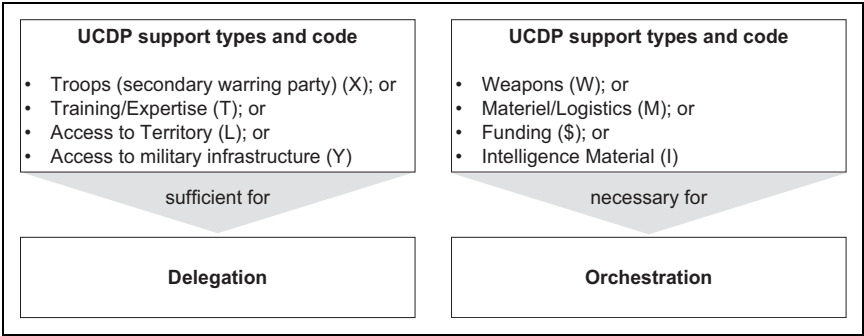 UCDP support types and code
• Troops (secondary warring party) (X); or
• Training/Expertise (T); or
• Access to Territory (L); or
• Access to military infrastructure (Y)
sufficient for
Delegation
UCDP support types and code
• Weapons (W); or
• Materiel/Logistics (M); or
• Funding ($); or
• Intelligence Material (I)
necessary for
Orchestration